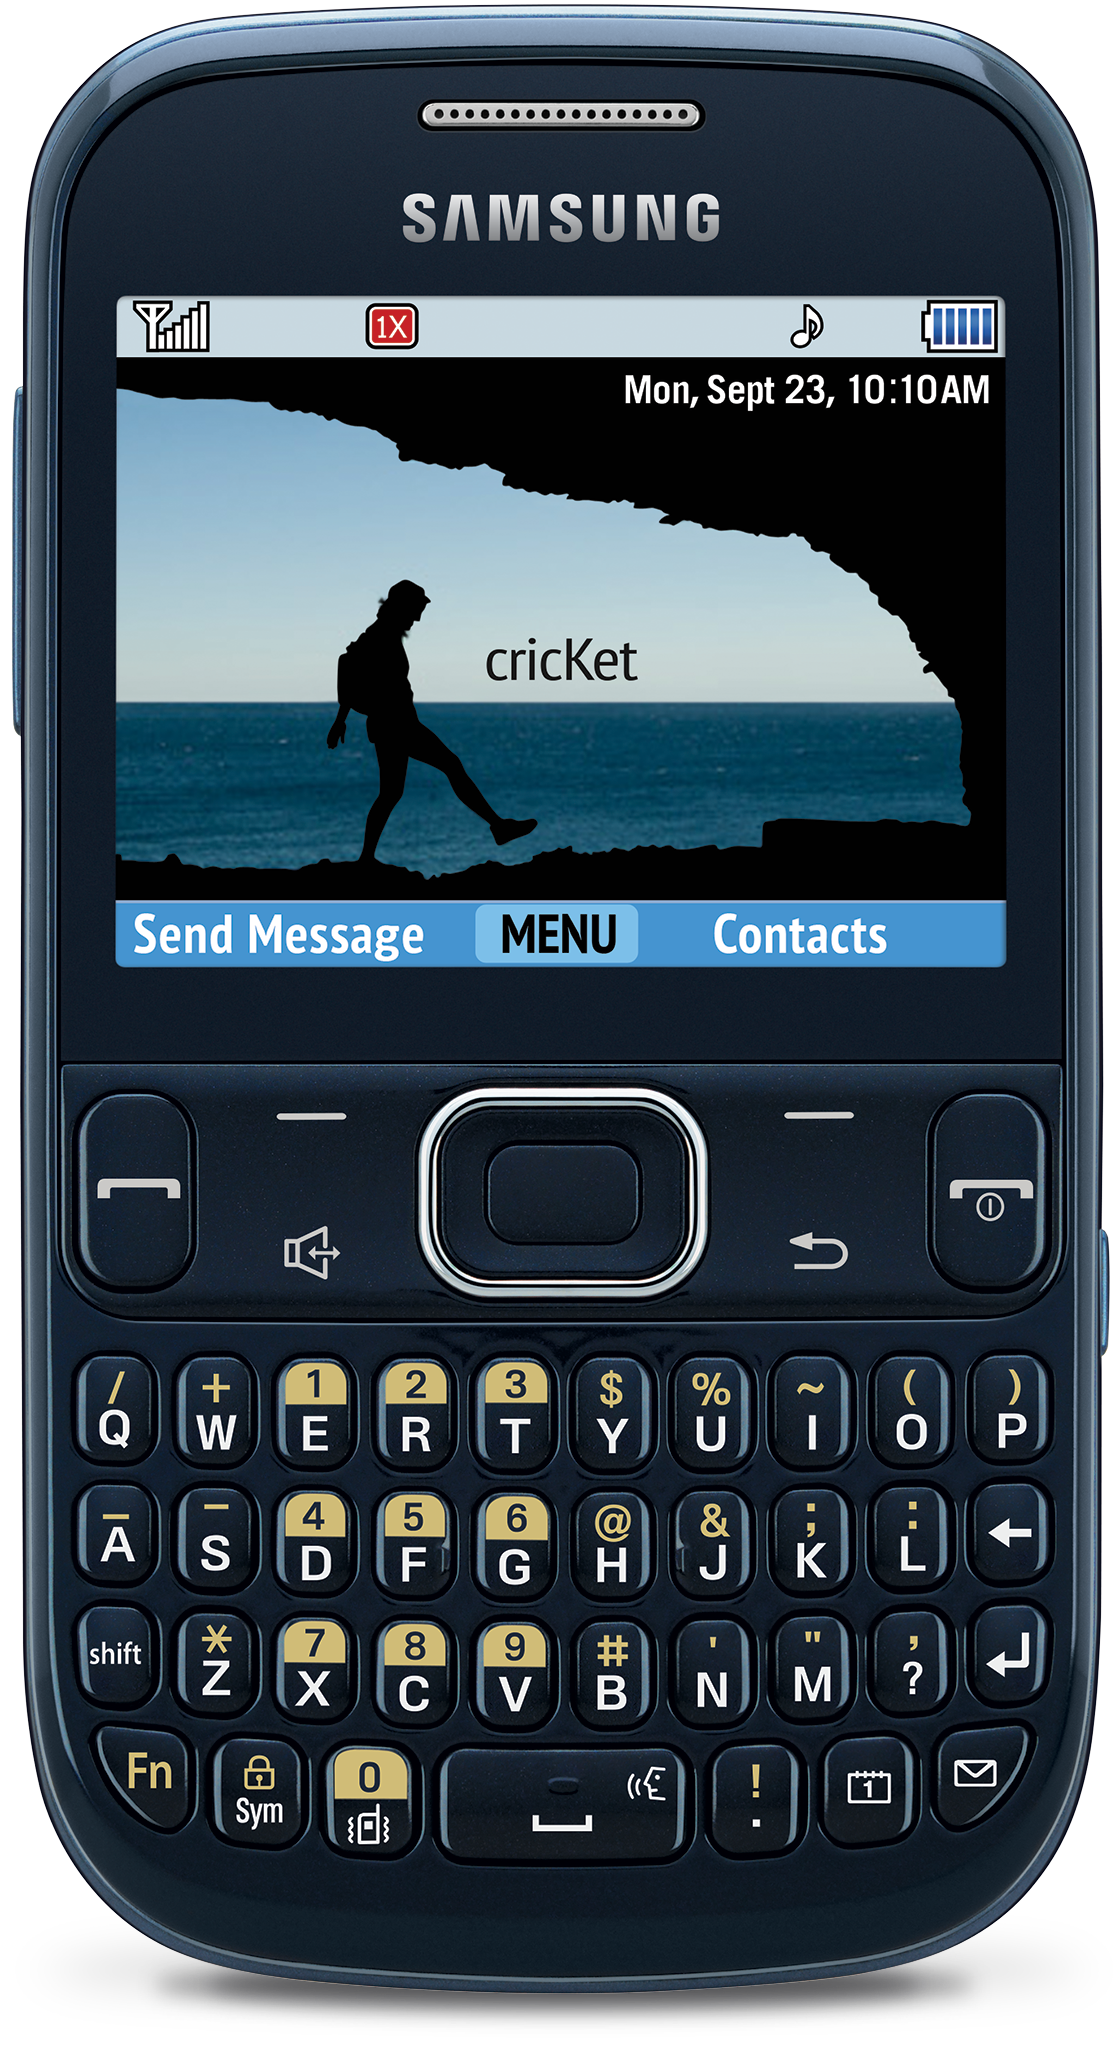 SAMSUNG
1X
Mon, Sept 23, 10:10AM
cricKet
Send Message MENU Contacts
/ + 1 2 3 $ % ~ ( )
Q W E R T Y U I O P
_ - 4 5 6 @ & ; :
A S D F G H J K L
shift * 7 8 9 # ' " ,
Z X C V B N M ?
Fn Sym 0 ! 1
.